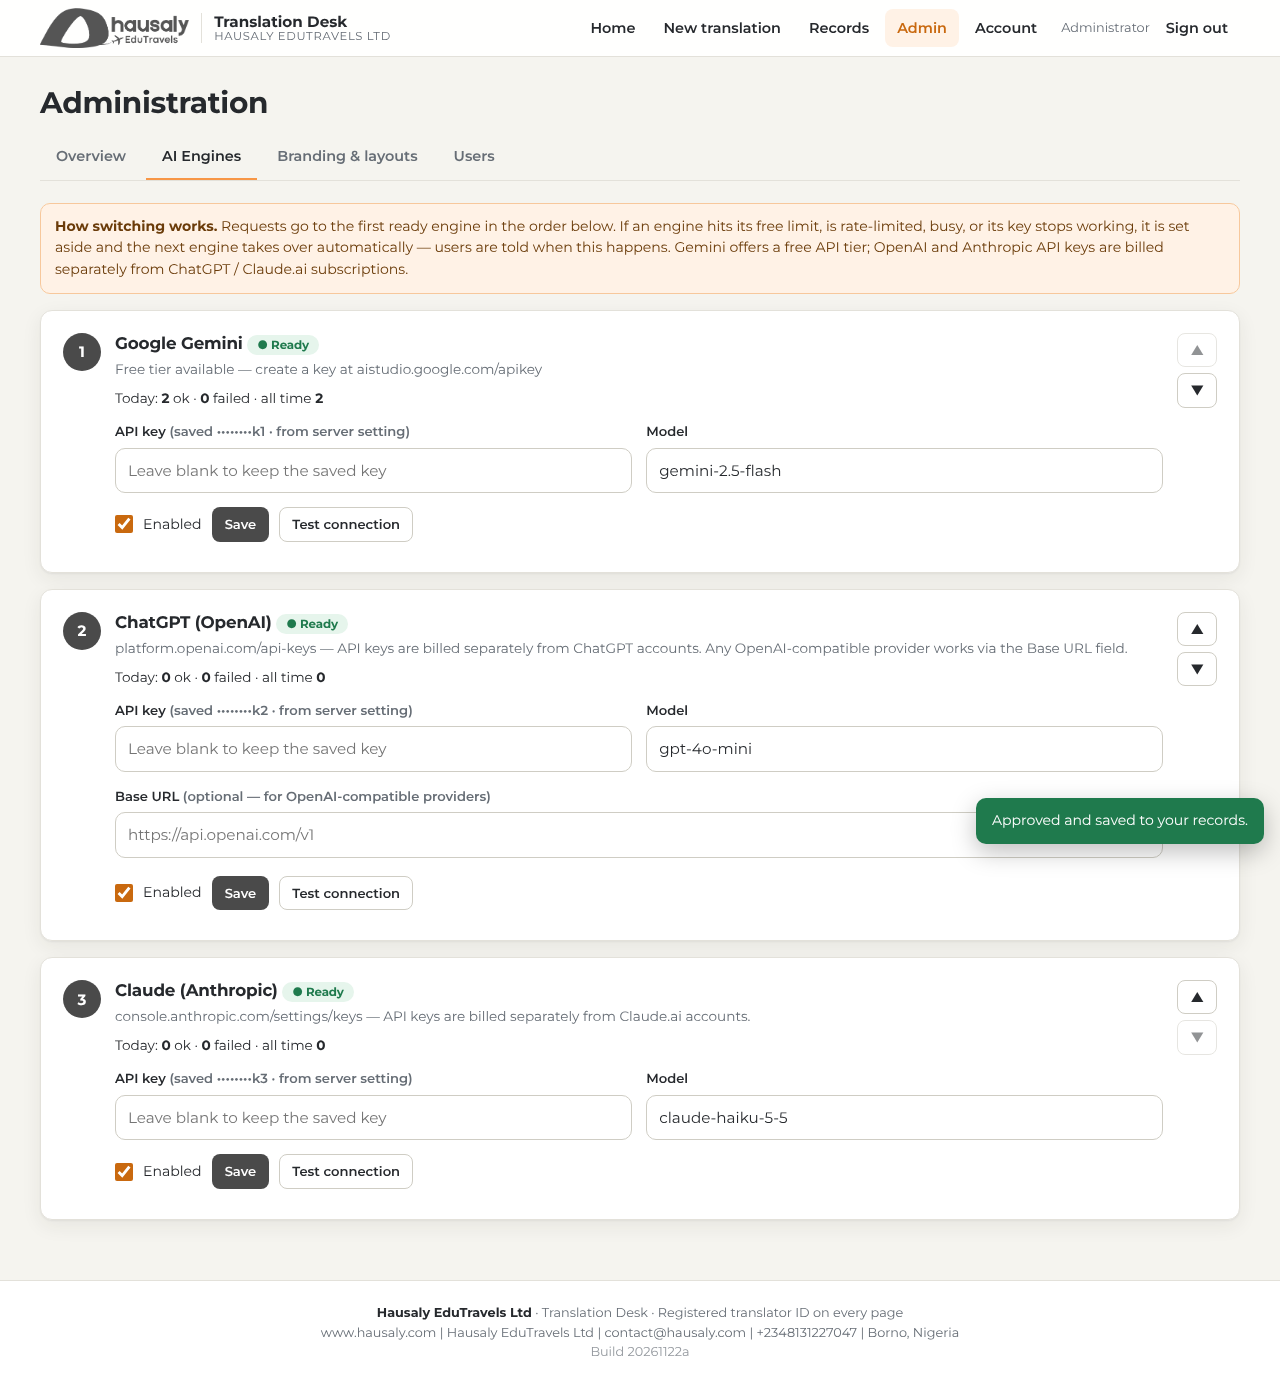 hausaly
EduTravels
Translation Desk
HAUSALY EDUTRAVELS LTD
Home
New translation
Records
Admin
Account
Administrator
Sign out
Administration
Overview
AI Engines
Branding & layouts
Users
How switching works. Requests go to the first ready engine in the order below. If an engine hits its free limit, is rate-limited, busy, or its key stops working, it is set
aside and the next engine takes over automatically — users are told when this happens. Gemini offers a free API tier; OpenAI and Anthropic API keys are billed
separately from ChatGPT / Claude.ai subscriptions.
1
Google Gemini ● Ready
▲
Free tier available — create a key at aistudio.google.com/apikey
▼
Today: 2 ok · 0 failed · all time 2
API key (saved ••••••••k1 · from server setting)
Model
Leave blank to keep the saved key
gemini-2.5-flash
Enabled
Save
Test connection
2
ChatGPT (OpenAI) ● Ready
▲
platform.openai.com/api-keys — API keys are billed separately from ChatGPT accounts. Any OpenAI-compatible provider works via the Base URL field.
▼
Today: 0 ok · 0 failed · all time 0
API key (saved ••••••••k2 · from server setting)
Model
Leave blank to keep the saved key
gpt-4o-mini
Base URL (optional — for OpenAI-compatible providers)
Approved and saved to your records.
https://api.openai.com/v1
Enabled
Save
Test connection
3
Claude (Anthropic) ● Ready
▲
console.anthropic.com/settings/keys — API keys are billed separately from Claude.ai accounts.
▼
Today: 0 ok · 0 failed · all time 0
API key (saved ••••••••k3 · from server setting)
Model
Leave blank to keep the saved key
claude-haiku-5-5
Enabled
Save
Test connection
Hausaly EduTravels Ltd · Translation Desk · Registered translator ID on every page
www.hausaly.com | Hausaly EduTravels Ltd | contact@hausaly.com | +2348131227047 | Borno, Nigeria
Build 20261122a